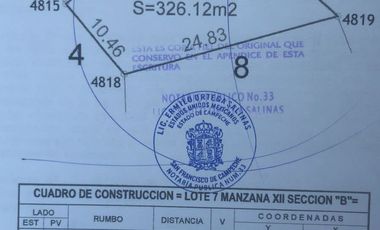 4815
S=326.12m2
4819
10.46
24.83
ESTA ES COPIA DEL ORIGINAL QUE
CONSERVO EN EL APENDICE DE ESTA
ESCRITURA
4
8
4818
NOTARIO PUBLICO No. 33
SALINAS
LIC. ERMILO ORTEGA SALINAS
ESTADOS UNIDOS MEXICANOS
ESTADO DE CAMPECHE
SAN FRANCISCO DE CAMPECHE
NOTARIA PUBLICA NUM. 33
CUADRO DE CONSTRUCCION = LOTE 7 MANZANA XII SECCION "B"=
LADO RUMBO DISTANCIA V COORDENADAS
EST PV